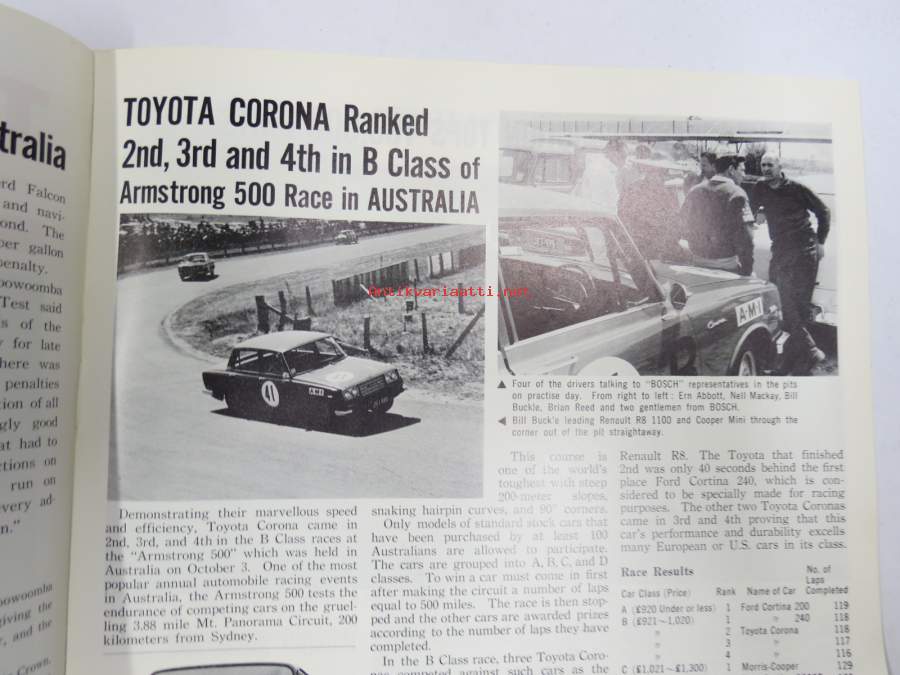 tralia
rd Falcon
and navi-
ond. The
per gallon
penalty.
oowoomba
Test said
s of the
y for late
here was
penalties
tion of all
ngly good
at had to
ctions on
run on
every ad-
n."
oowoomba
giving the
, and the
Crown.
TOYOTA CORONA Ranked
2nd, 3rd and 4th in B Class of
Armstrong 500 Race in AUSTRALIA
antikvariaatti.net
41
A·M·I
A·M·I
▲ Four of the drivers talking to "BOSCH" representatives in the pits
on practise day. From right to left: Ern Abbott, Neil Mackay, Bill
Buckle, Brian Reed and two gentlemen from BOSCH.
◀ Bill Buck'e leading Renault R8 1100 and Cooper Mini through the
corner out of the pit straightaway.
Demonstrating their marvellous speed
and efficiency, Toyota Corona came in
2nd, 3rd, and 4th in the B Class races at
the "Armstrong 500" which was held in
Australia on October 3. One of the most
popular annual automobile racing events
in Australia, the Armstrong 500 tests the
endurance of competing cars on the gruel-
ling 3.88 mile Mt. Panorama Circuit, 200
kilometers from Sydney.
This course is
one of the world's
toughest with steep
200-meter slopes,
snaking hairpin curves, and 90° corners.
Only models of standard stock cars that
have been purchased by at least 100
Australians are allowed to participate.
The cars are grouped into A, B, C, and D
classes. To win a car must come in first
after making the circuit a number of laps
equal to 500 miles. The race is then stop-
ped and the other cars are awarded prizes
according to the number of laps they have
completed.
In the B Class race, three Toyota Coro-
nas competed against such cars as the
Renault R8. The Toyota that finished
2nd was only 40 seconds behind the first
place Ford Cortina 240, which is con-
sidered to be specially made for racing
purposes. The other two Toyota Coronas
came in 3rd and 4th proving that this
car's performance and durability excells
many European or U.S. cars in its class.
Race Results
Car Class (Price) Rank Name of Car No. of Laps Completed
A (£920 Under or less) 1 Ford Cortina 200 119
B (£921~1,020) 1 " 240 118
" 2 Toyota Corona 118
" 3 " 117
" 4 " 116
C (£1,021~£1,300) 1 Morris-Cooper 129